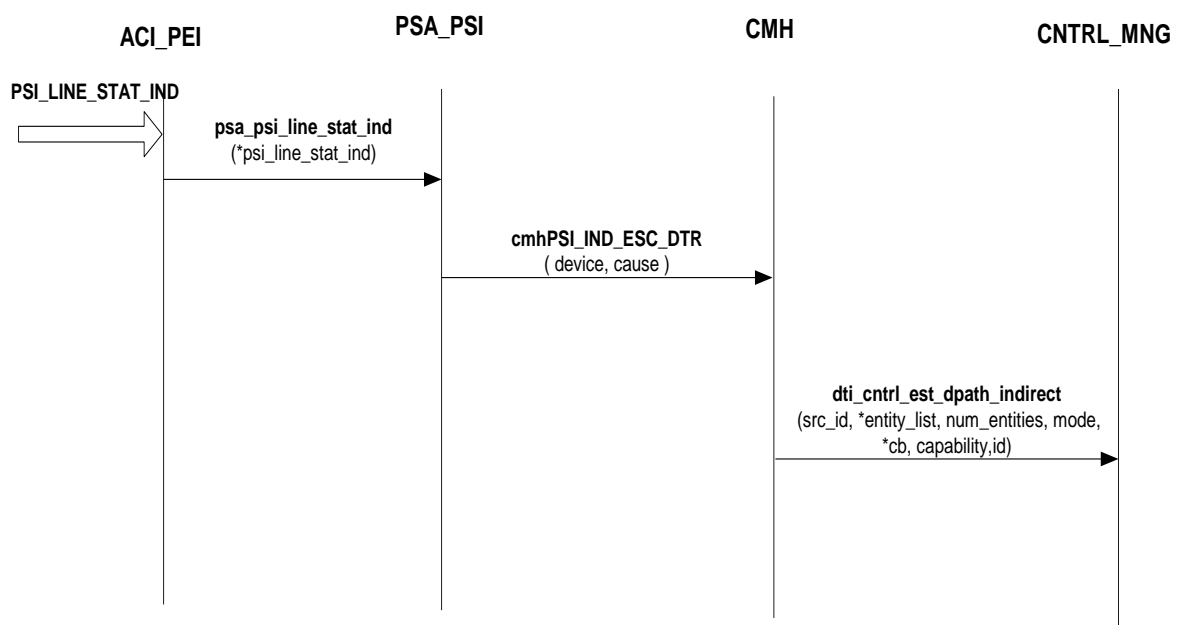 ACI_PEI
PSA_PSI
CMH
CNTRL_MNG
PSI_LINE_STAT_IND
psa_psi_line_stat_ind
(*psi_line_stat_ind)
cmhPSI_IND_ESC_DTR
( device, cause )
dti_cntrl_est_dpath_indirect
(src_id, *entity_list, num_entities, mode,
*cb, capability,id)